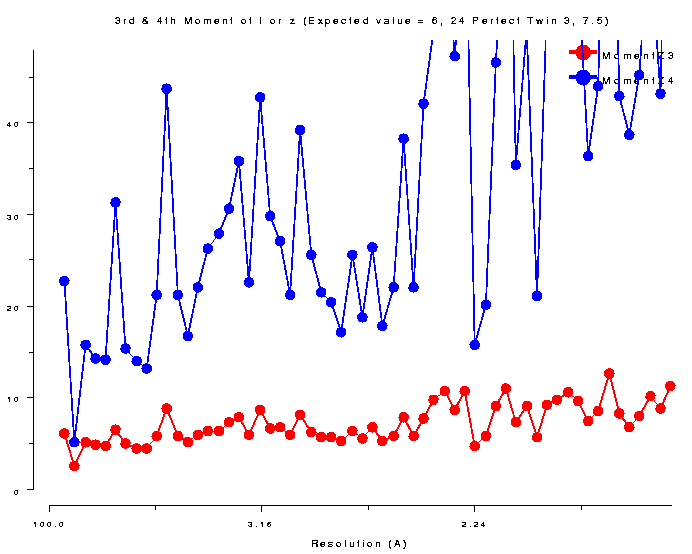 3rd & 4th Moment of I or z (Expected value = 6, 24 Perfect Twin 3, 7.5)
MomentZ3
MomentZ4
40
30
20
10
0
100.0 3.16 2.24
Resolution (A)